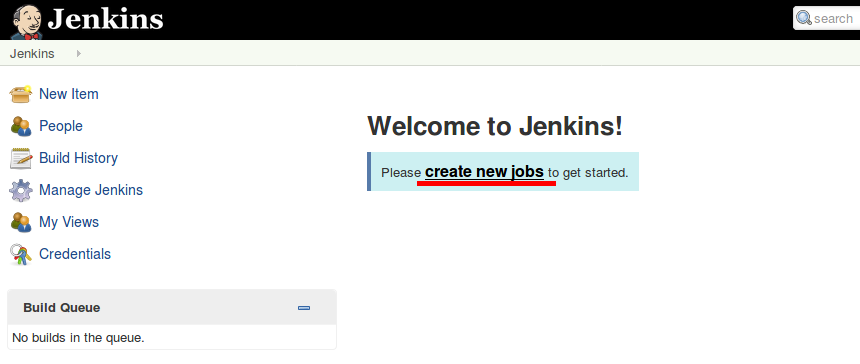 Jenkins
search
Jenkins
New Item
People
Build History
Manage Jenkins
My Views
Credentials
Build Queue
No builds in the queue.
Welcome to Jenkins!
Please create new jobs to get started.